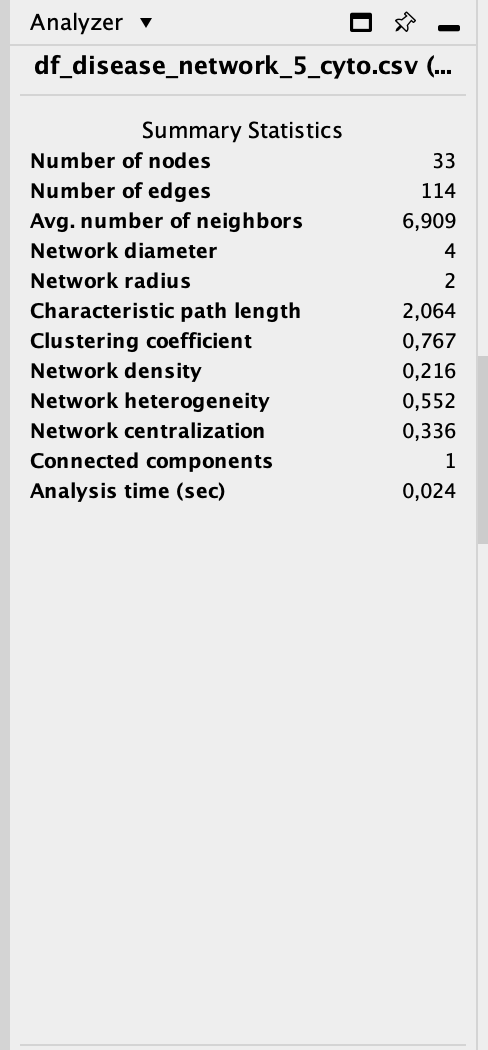 Analyzer ▼
df_disease_network_5_cyto.csv (...
Summary Statistics
Number of nodes 33
Number of edges 114
Avg. number of neighbors 6,909
Network diameter 4
Network radius 2
Characteristic path length 2,064
Clustering coefficient 0,767
Network density 0,216
Network heterogeneity 0,552
Network centralization 0,336
Connected components 1
Analysis time (sec) 0,024